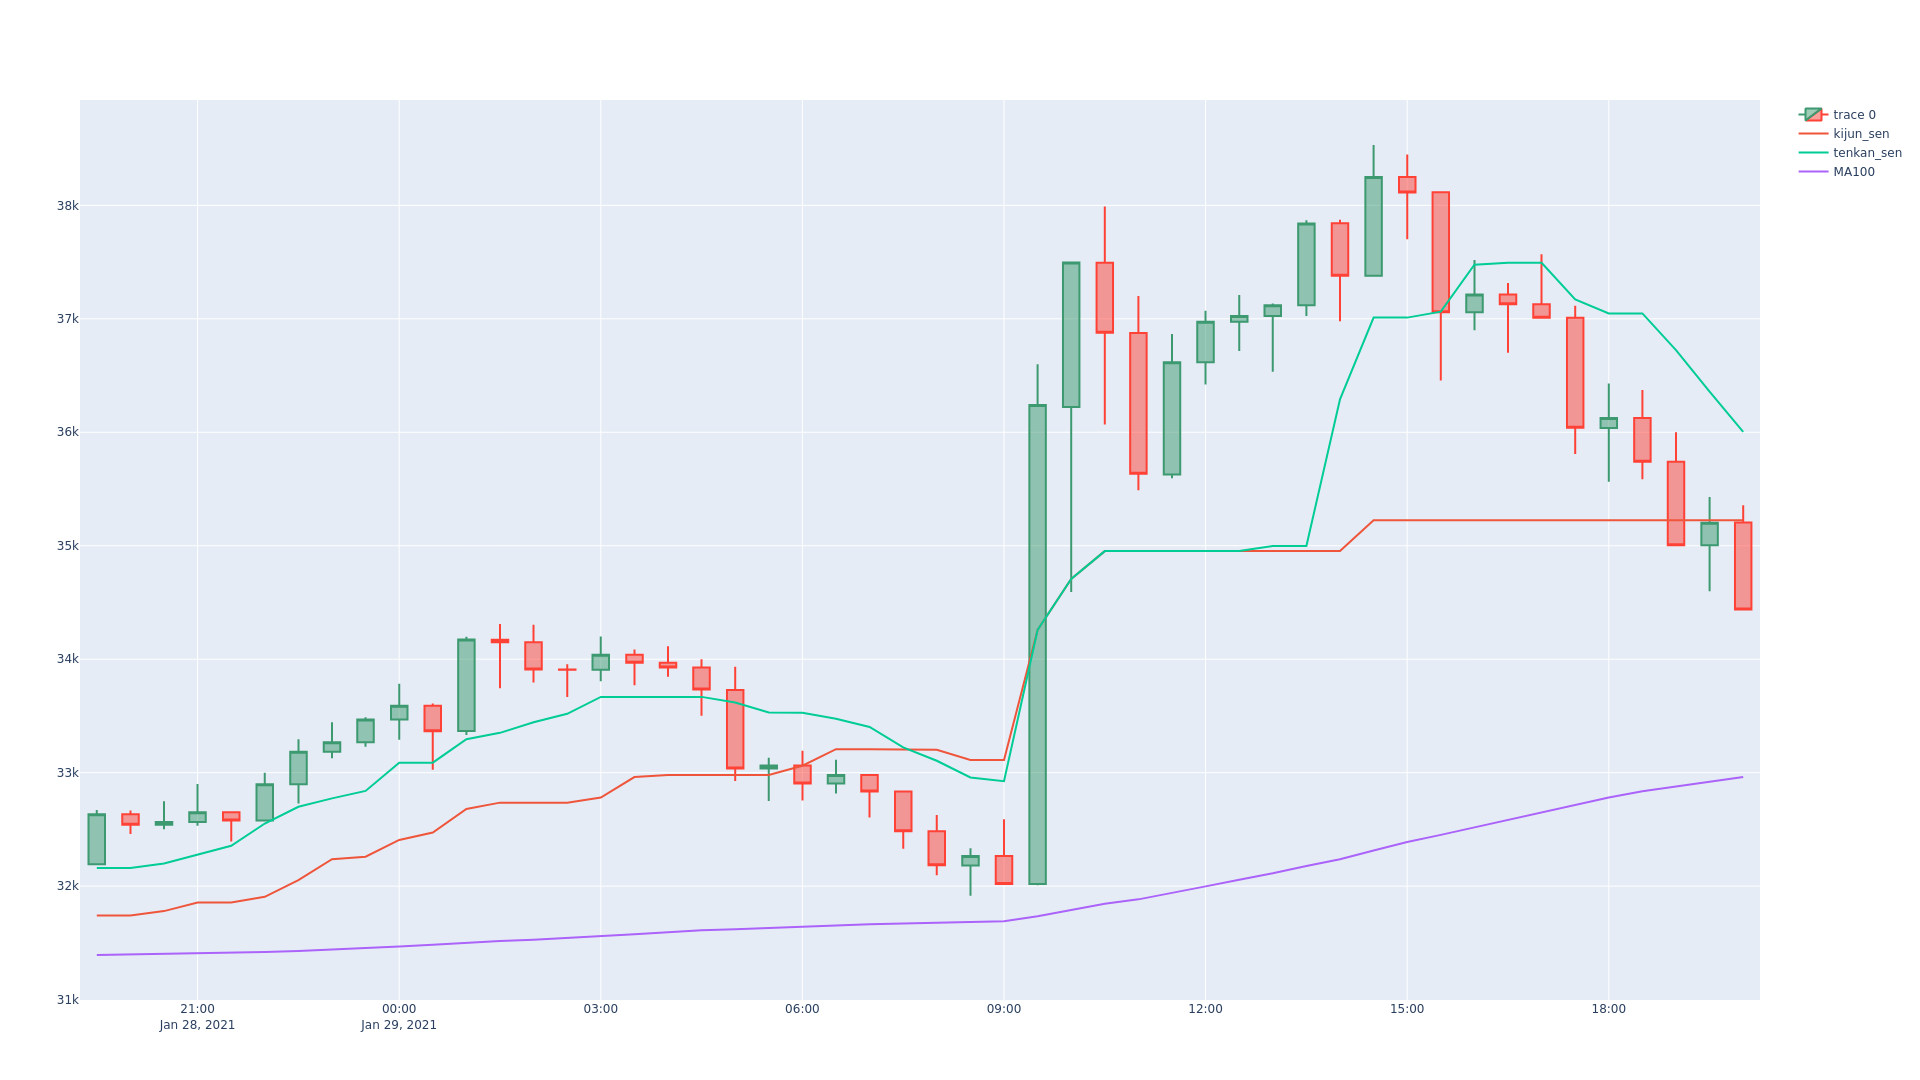 trace 0
kijun_sen
tenkan_sen
MA100
38k
37k
36k
35k
34k
33k
32k
31k
21:00
Jan 28, 2021
00:00
Jan 29, 2021
03:00
06:00
09:00
12:00
15:00
18:00